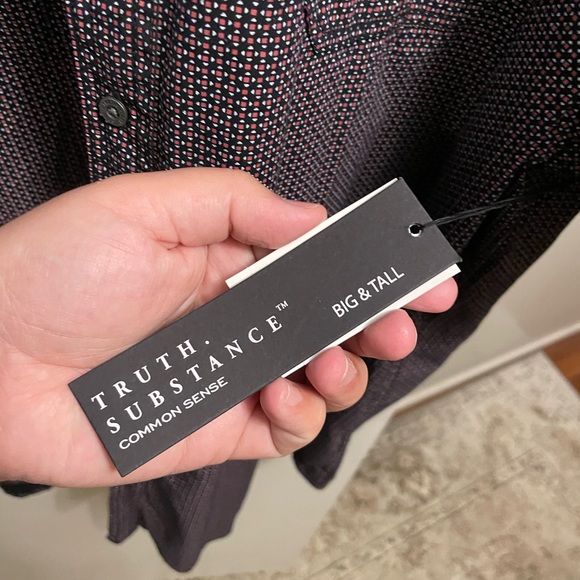 TRUTH.
SUBSTANCE™
COMMON SENSE
BIG & TALL